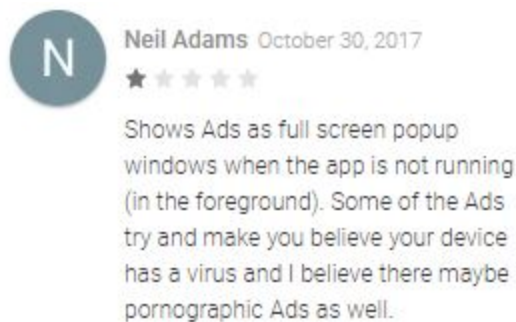 N
Neil Adams October 30, 2017
Shows Ads as full screen popup
windows when the app is not running
(in the foreground). Some of the Ads
try and make you believe your device
has a virus and I believe there maybe
pornographic Ads as well.